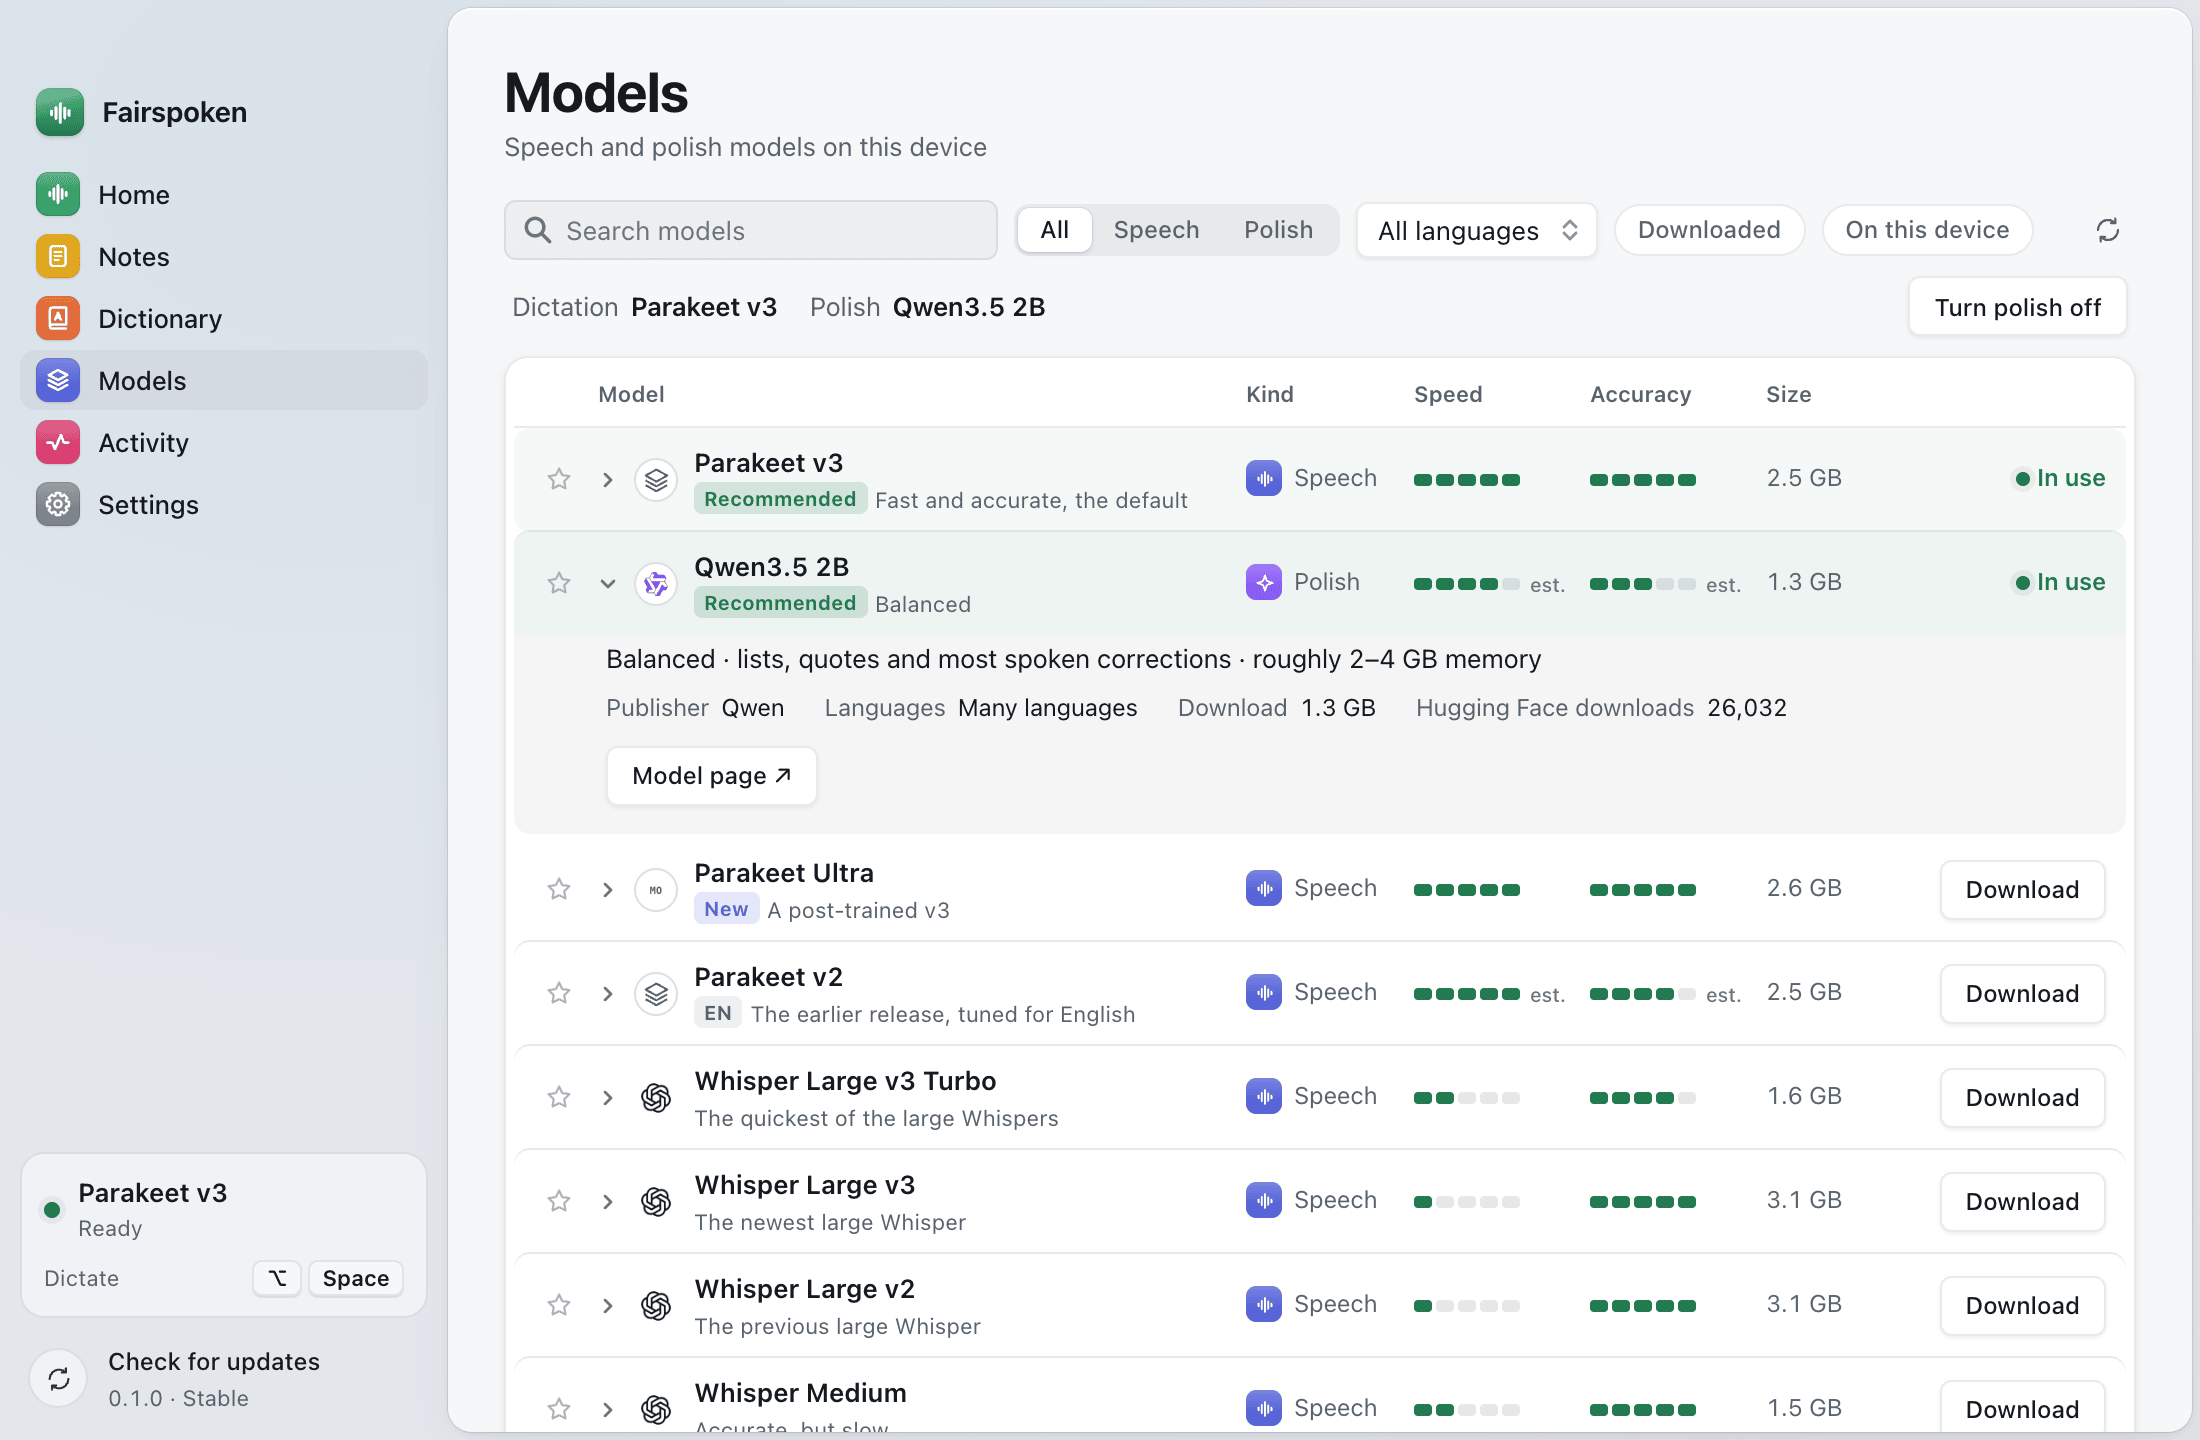 Fairspoken
Home
Notes
Dictionary
Models
Activity
Settings
Parakeet v3
Ready
Dictate ⌥ Space
Check for updates
0.1.0 · Stable
Models
Speech and polish models on this device
Search models All Speech Polish All languages Downloaded On this device
Dictation Parakeet v3 Polish Qwen3.5 2B Turn polish off
Model Kind Speed Accuracy Size
Parakeet v3
Recommended Fast and accurate, the default Speech 2.5 GB In use
Qwen3.5 2B
Recommended Balanced Polish est. est. 1.3 GB In use
Balanced · lists, quotes and most spoken corrections · roughly 2–4 GB memory
Publisher Qwen Languages Many languages Download 1.3 GB Hugging Face downloads 26,032
Model page ↗
MO Parakeet Ultra
New A post-trained v3 Speech 2.6 GB Download
Parakeet v2
EN The earlier release, tuned for English Speech est. est. 2.5 GB Download
Whisper Large v3 Turbo
The quickest of the large Whispers Speech 1.6 GB Download
Whisper Large v3
The newest large Whisper Speech 3.1 GB Download
Whisper Large v2
The previous large Whisper Speech 3.1 GB Download
Whisper Medium
Accurate, but slow Speech 1.5 GB Download